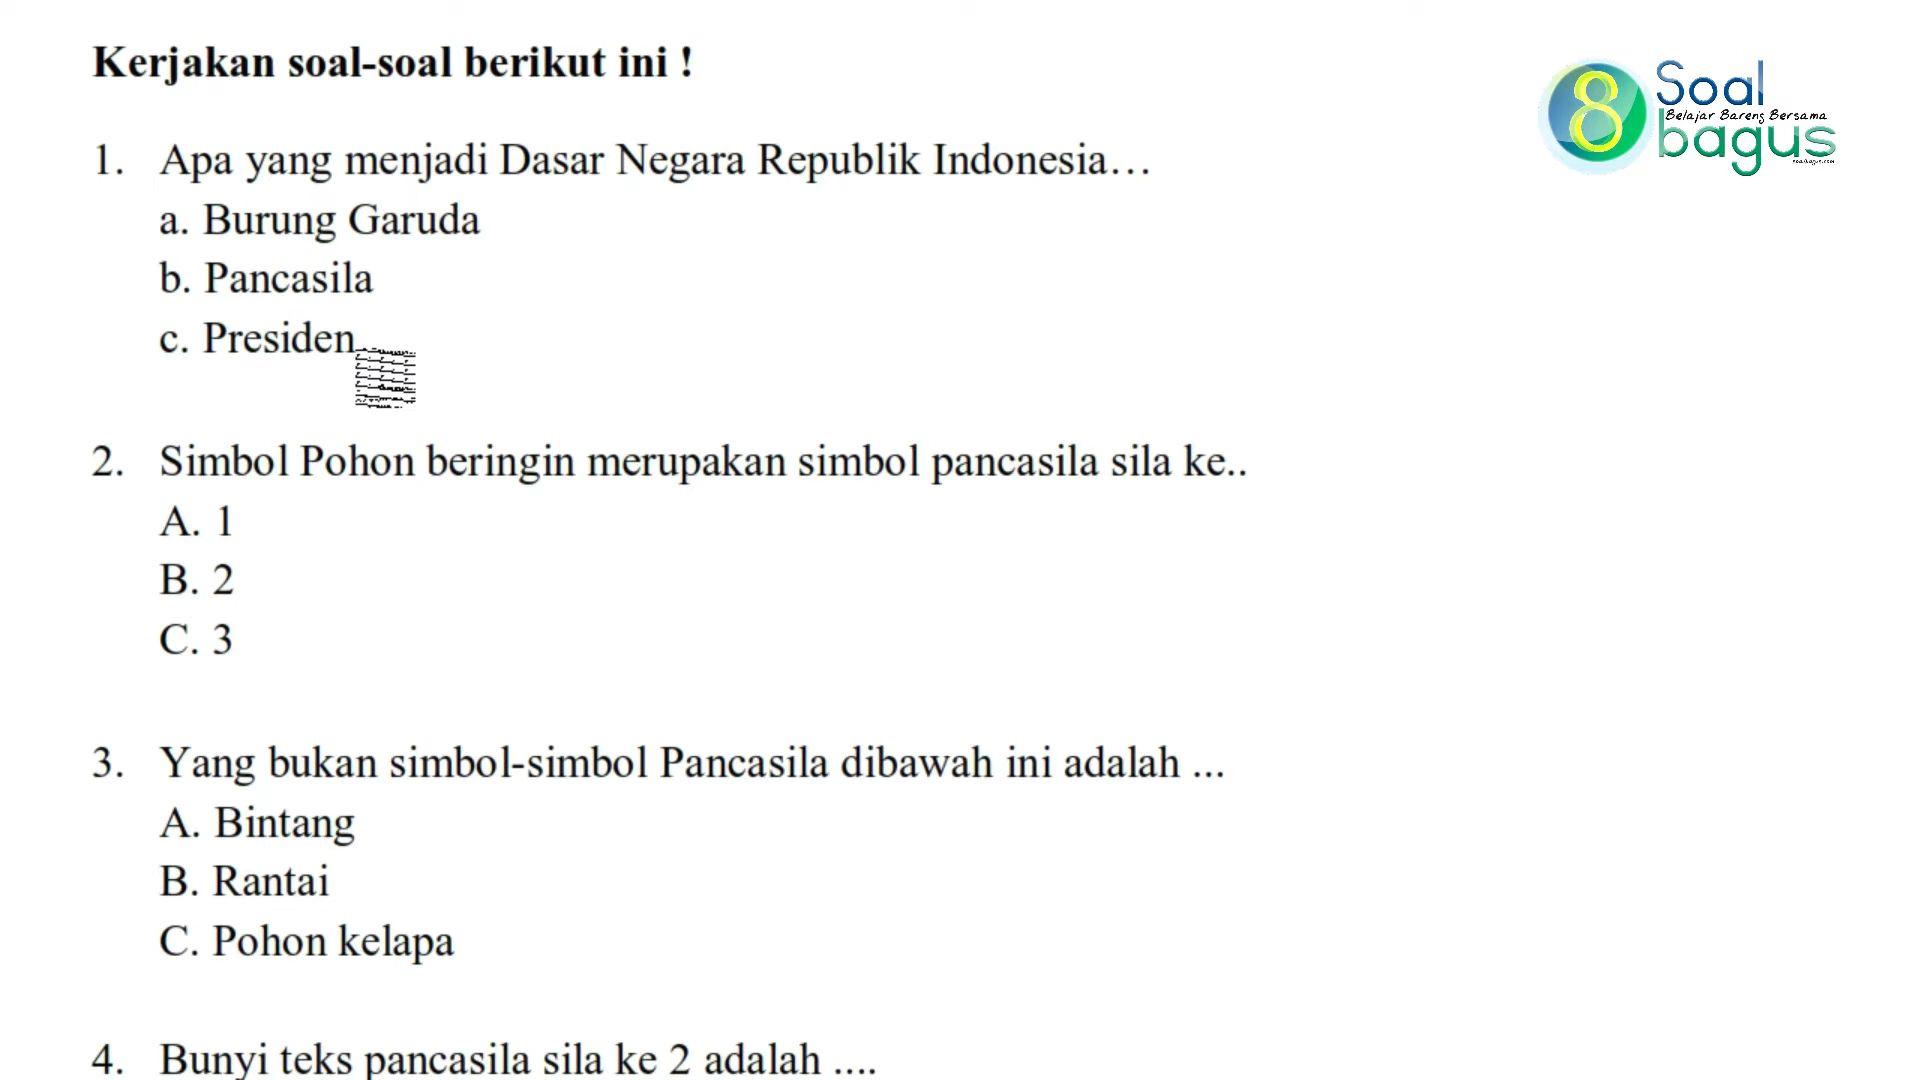 Kerjakan soal-soal berikut ini !
8 Soal
Belajar Bareng Bersama
bagus
1. Apa yang menjadi Dasar Negara Republik Indonesia…
a. Burung Garuda
b. Pancasila
c. Presiden
2. Simbol Pohon beringin merupakan simbol pancasila sila ke..
A. 1
B. 2
C. 3
3. Yang bukan simbol-simbol Pancasila dibawah ini adalah ...
A. Bintang
B. Rantai
C. Pohon kelapa
4. Bunyi teks pancasila sila ke 2 adalah ....